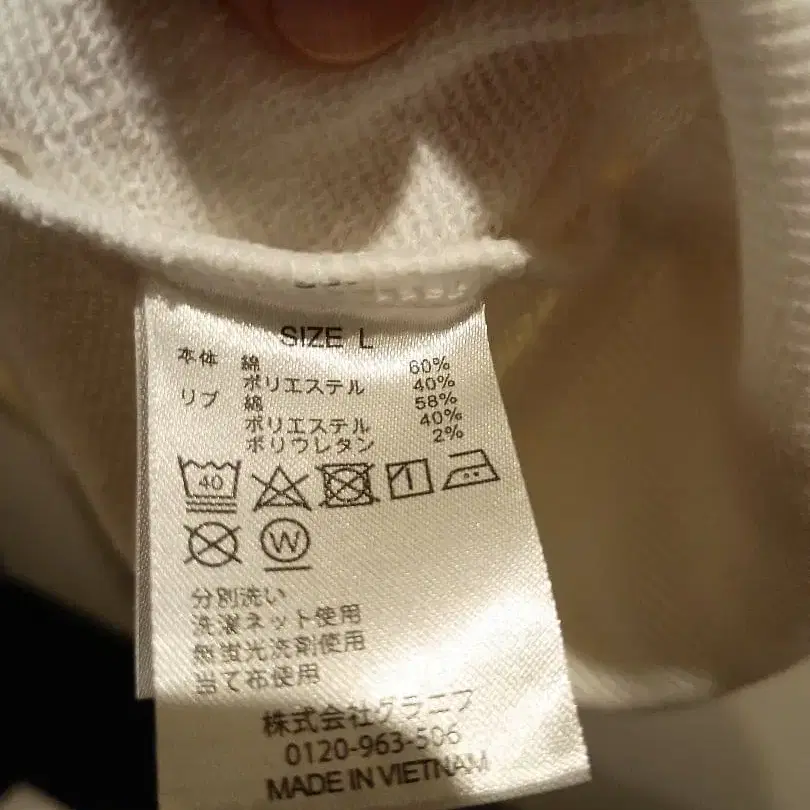 SIZE L
本体 綿 60%
ポリエステル 40%
リブ 綿 58%
ポリエステル 40%
ポリウレタン 2%
40
W
分別洗い
洗濯ネット使用
無蛍光洗剤使用
当て布使用
株式会社グラニフ
0120-963-506
MADE IN VIETNAM